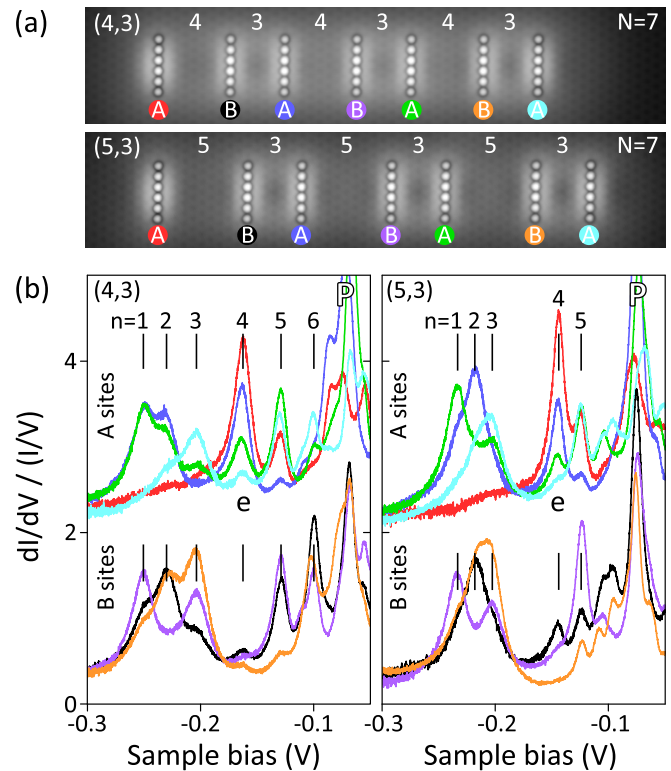 (a)
(4,3) 4 3 4 3 4 3 N=7
A B A B A B A
(5,3) 5 3 5 3 5 3 N=7
A B A B A B A
(b)
(4,3) P
n=1 2 3 4 5 6
A sites
e
B sites
(5,3) P
n=1 2 3 4 5
A sites
e
B sites
dI/dV / (I/V)
4
2
0
-0.3 -0.2 -0.1
Sample bias (V)
-0.3 -0.2 -0.1
Sample bias (V)